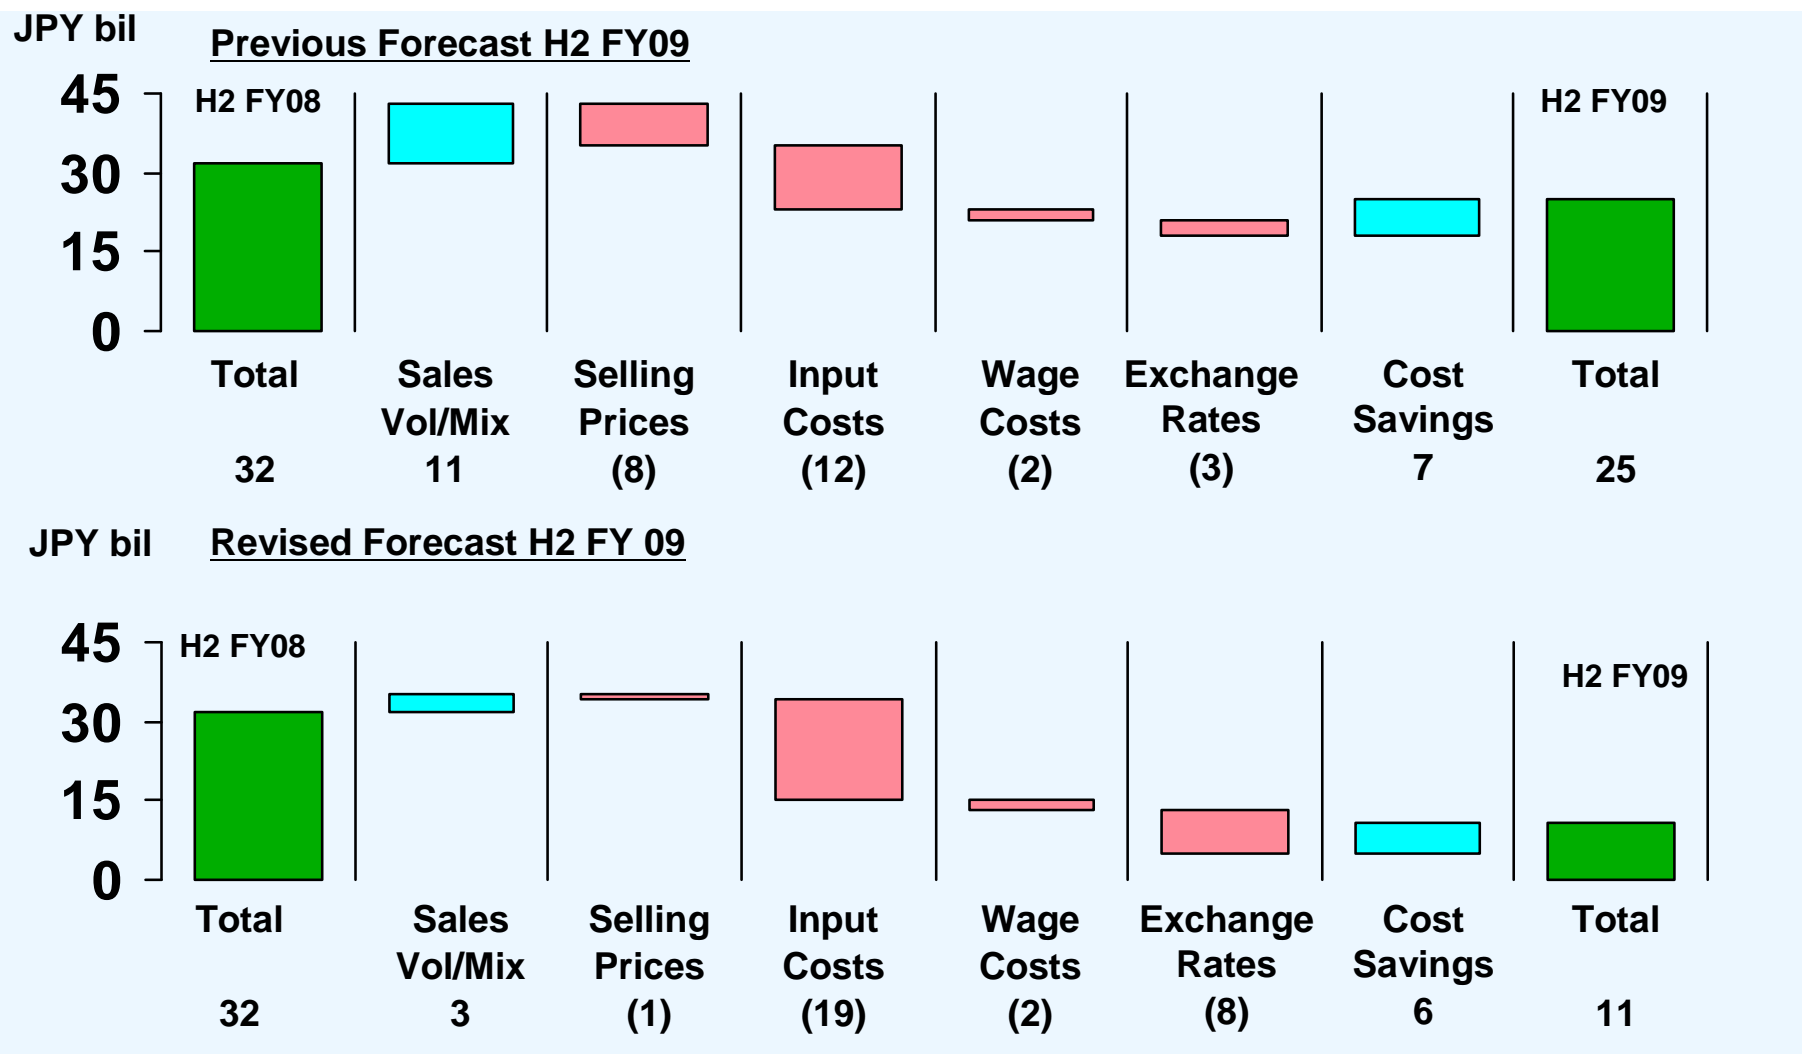 JPY bil
Previous Forecast H2 FY09
45
30
15
0
H2 FY08
H2 FY09
Total
Sales
Selling
Input
Wage
Exchange
Cost
Total
Vol/Mix
Prices
Costs
Costs
Rates
Savings
32
11
(8)
(12)
(2)
(3)
7
25
JPY bil
Revised Forecast H2 FY 09
45
30
15
0
H2 FY08
H2 FY09
Total
Sales
Selling
Input
Wage
Exchange
Cost
Total
Vol/Mix
Prices
Costs
Costs
Rates
Savings
32
3
(1)
(19)
(2)
(8)
6
11